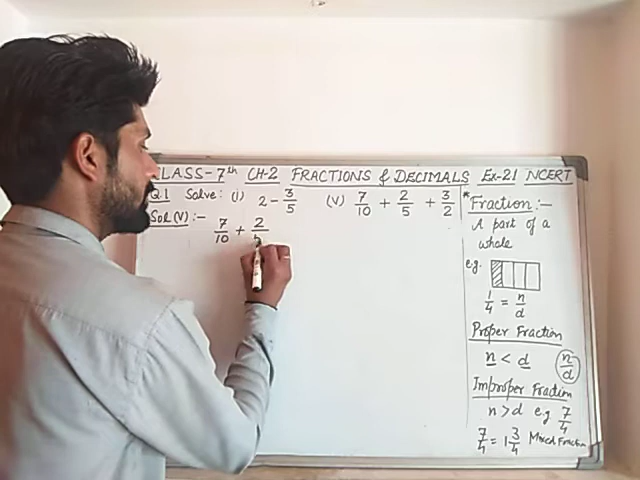 CLASS-7th CH-2 FRACTIONS & DECIMALS Ex-21 NCERT
Q.1 Solve: (i) 2 - 3/5 (V) 7/10 + 2/5 + 3/2
Sol (V) :-
7/10 + 2/5
* Fraction :-
A part of a
whole
e.g.
1/4 = n/d
Proper Fraction
n < d n/d
Improper Fraction
n > d e.g 7/4
7/4 = 1 3/4 Mixed Fraction